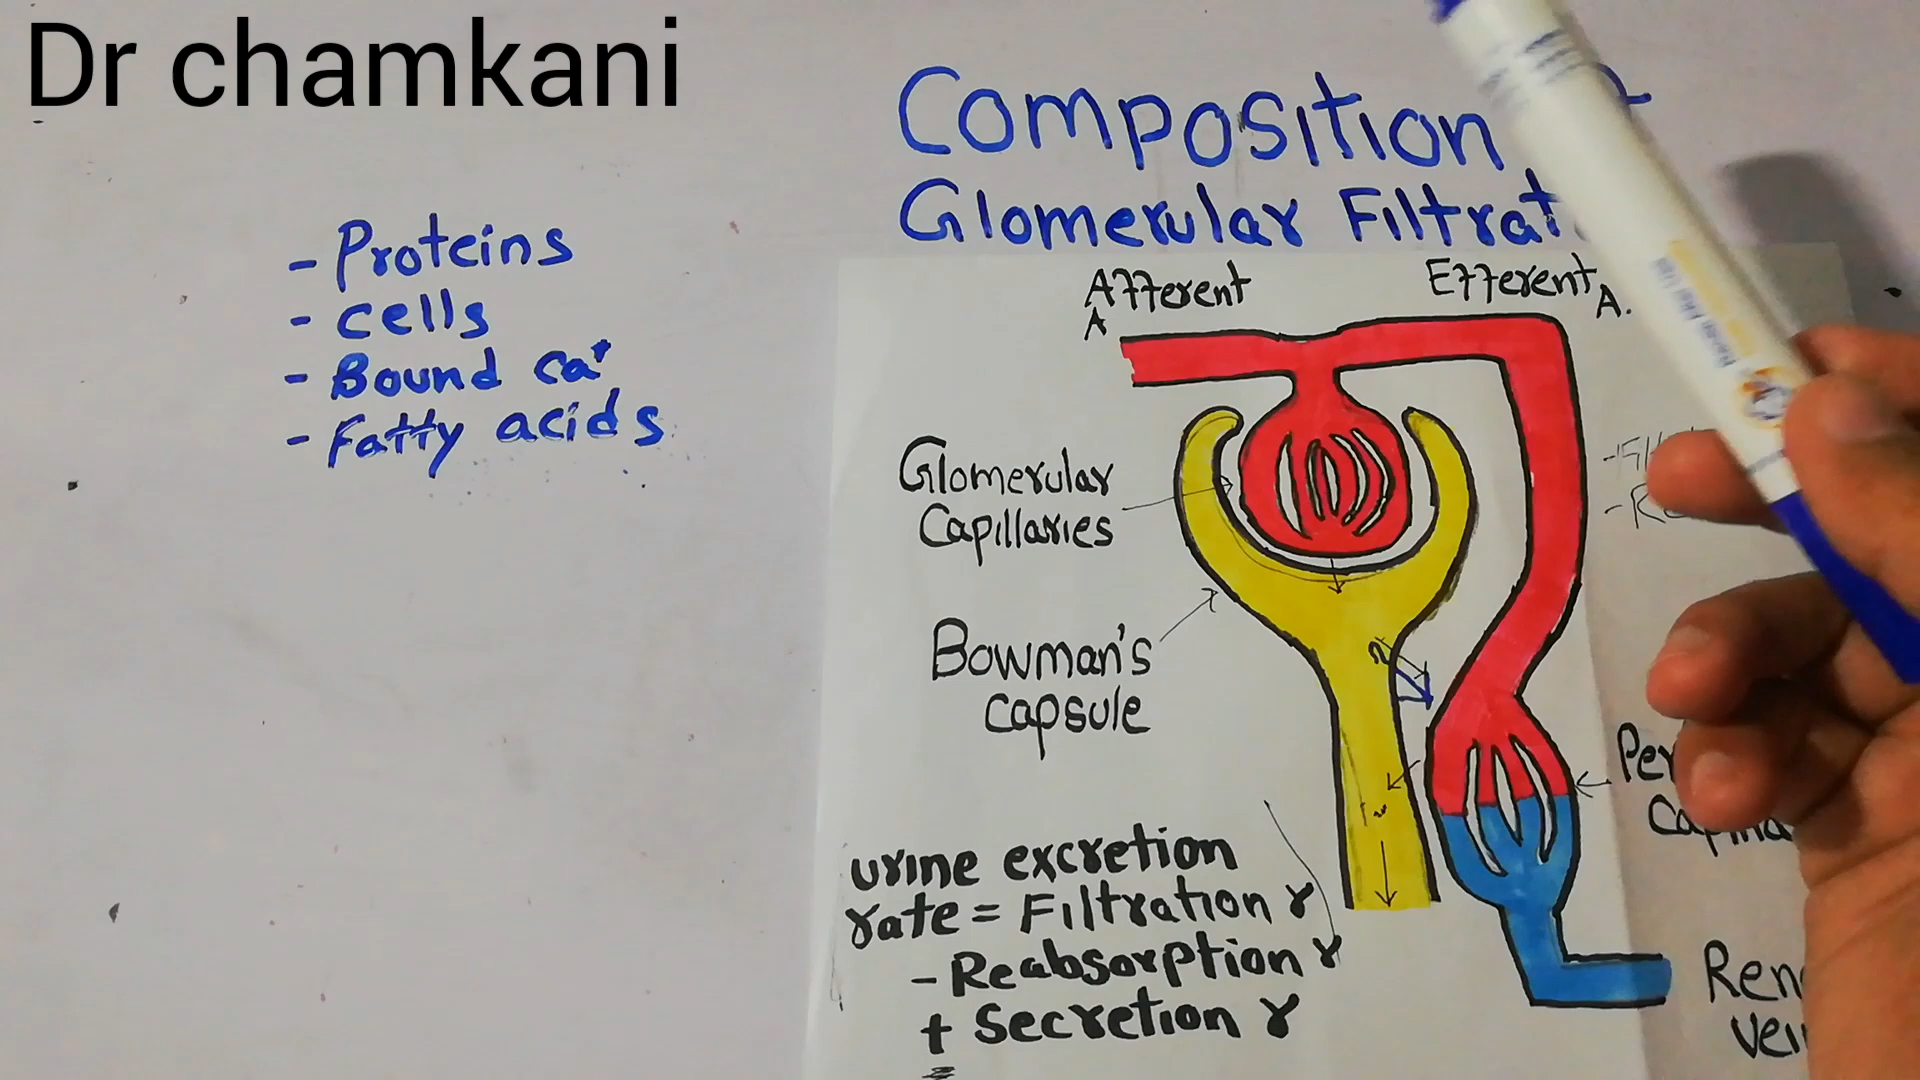 Dr chamkani
Composition
Glomerular Filtrat
- Proteins
- cells
- Bound ca+
- Fatty acids
Afferent
A
Efferent
A.
Glomerular
Capillaries
Bowman's
capsule
urine excretion
rate = Filtration r
- Reabsorption r
+ Secretion r
=